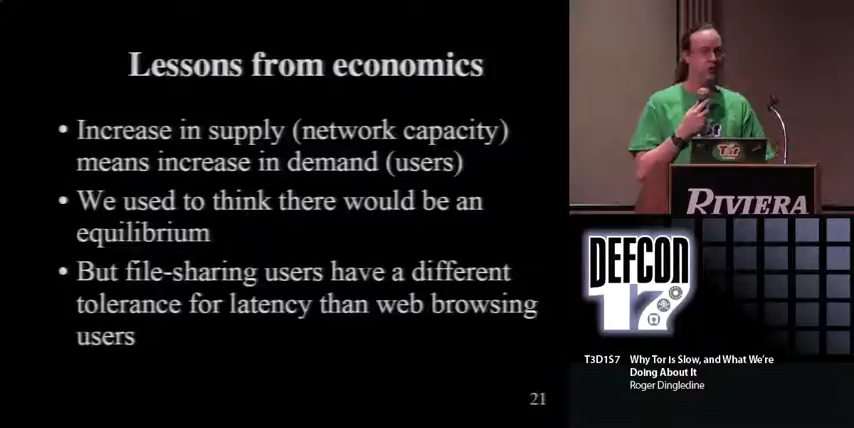 Lessons from economics
• Increase in supply (network capacity)
means increase in demand (users)
• We used to think there would be an
equilibrium
• But file-sharing users have a different
tolerance for latency than web browsing
users
21
Tor
RIVIERA
DEFCON
17
T3D1S7 Why Tor is Slow, and What We're
Doing About It
Roger Dingledine